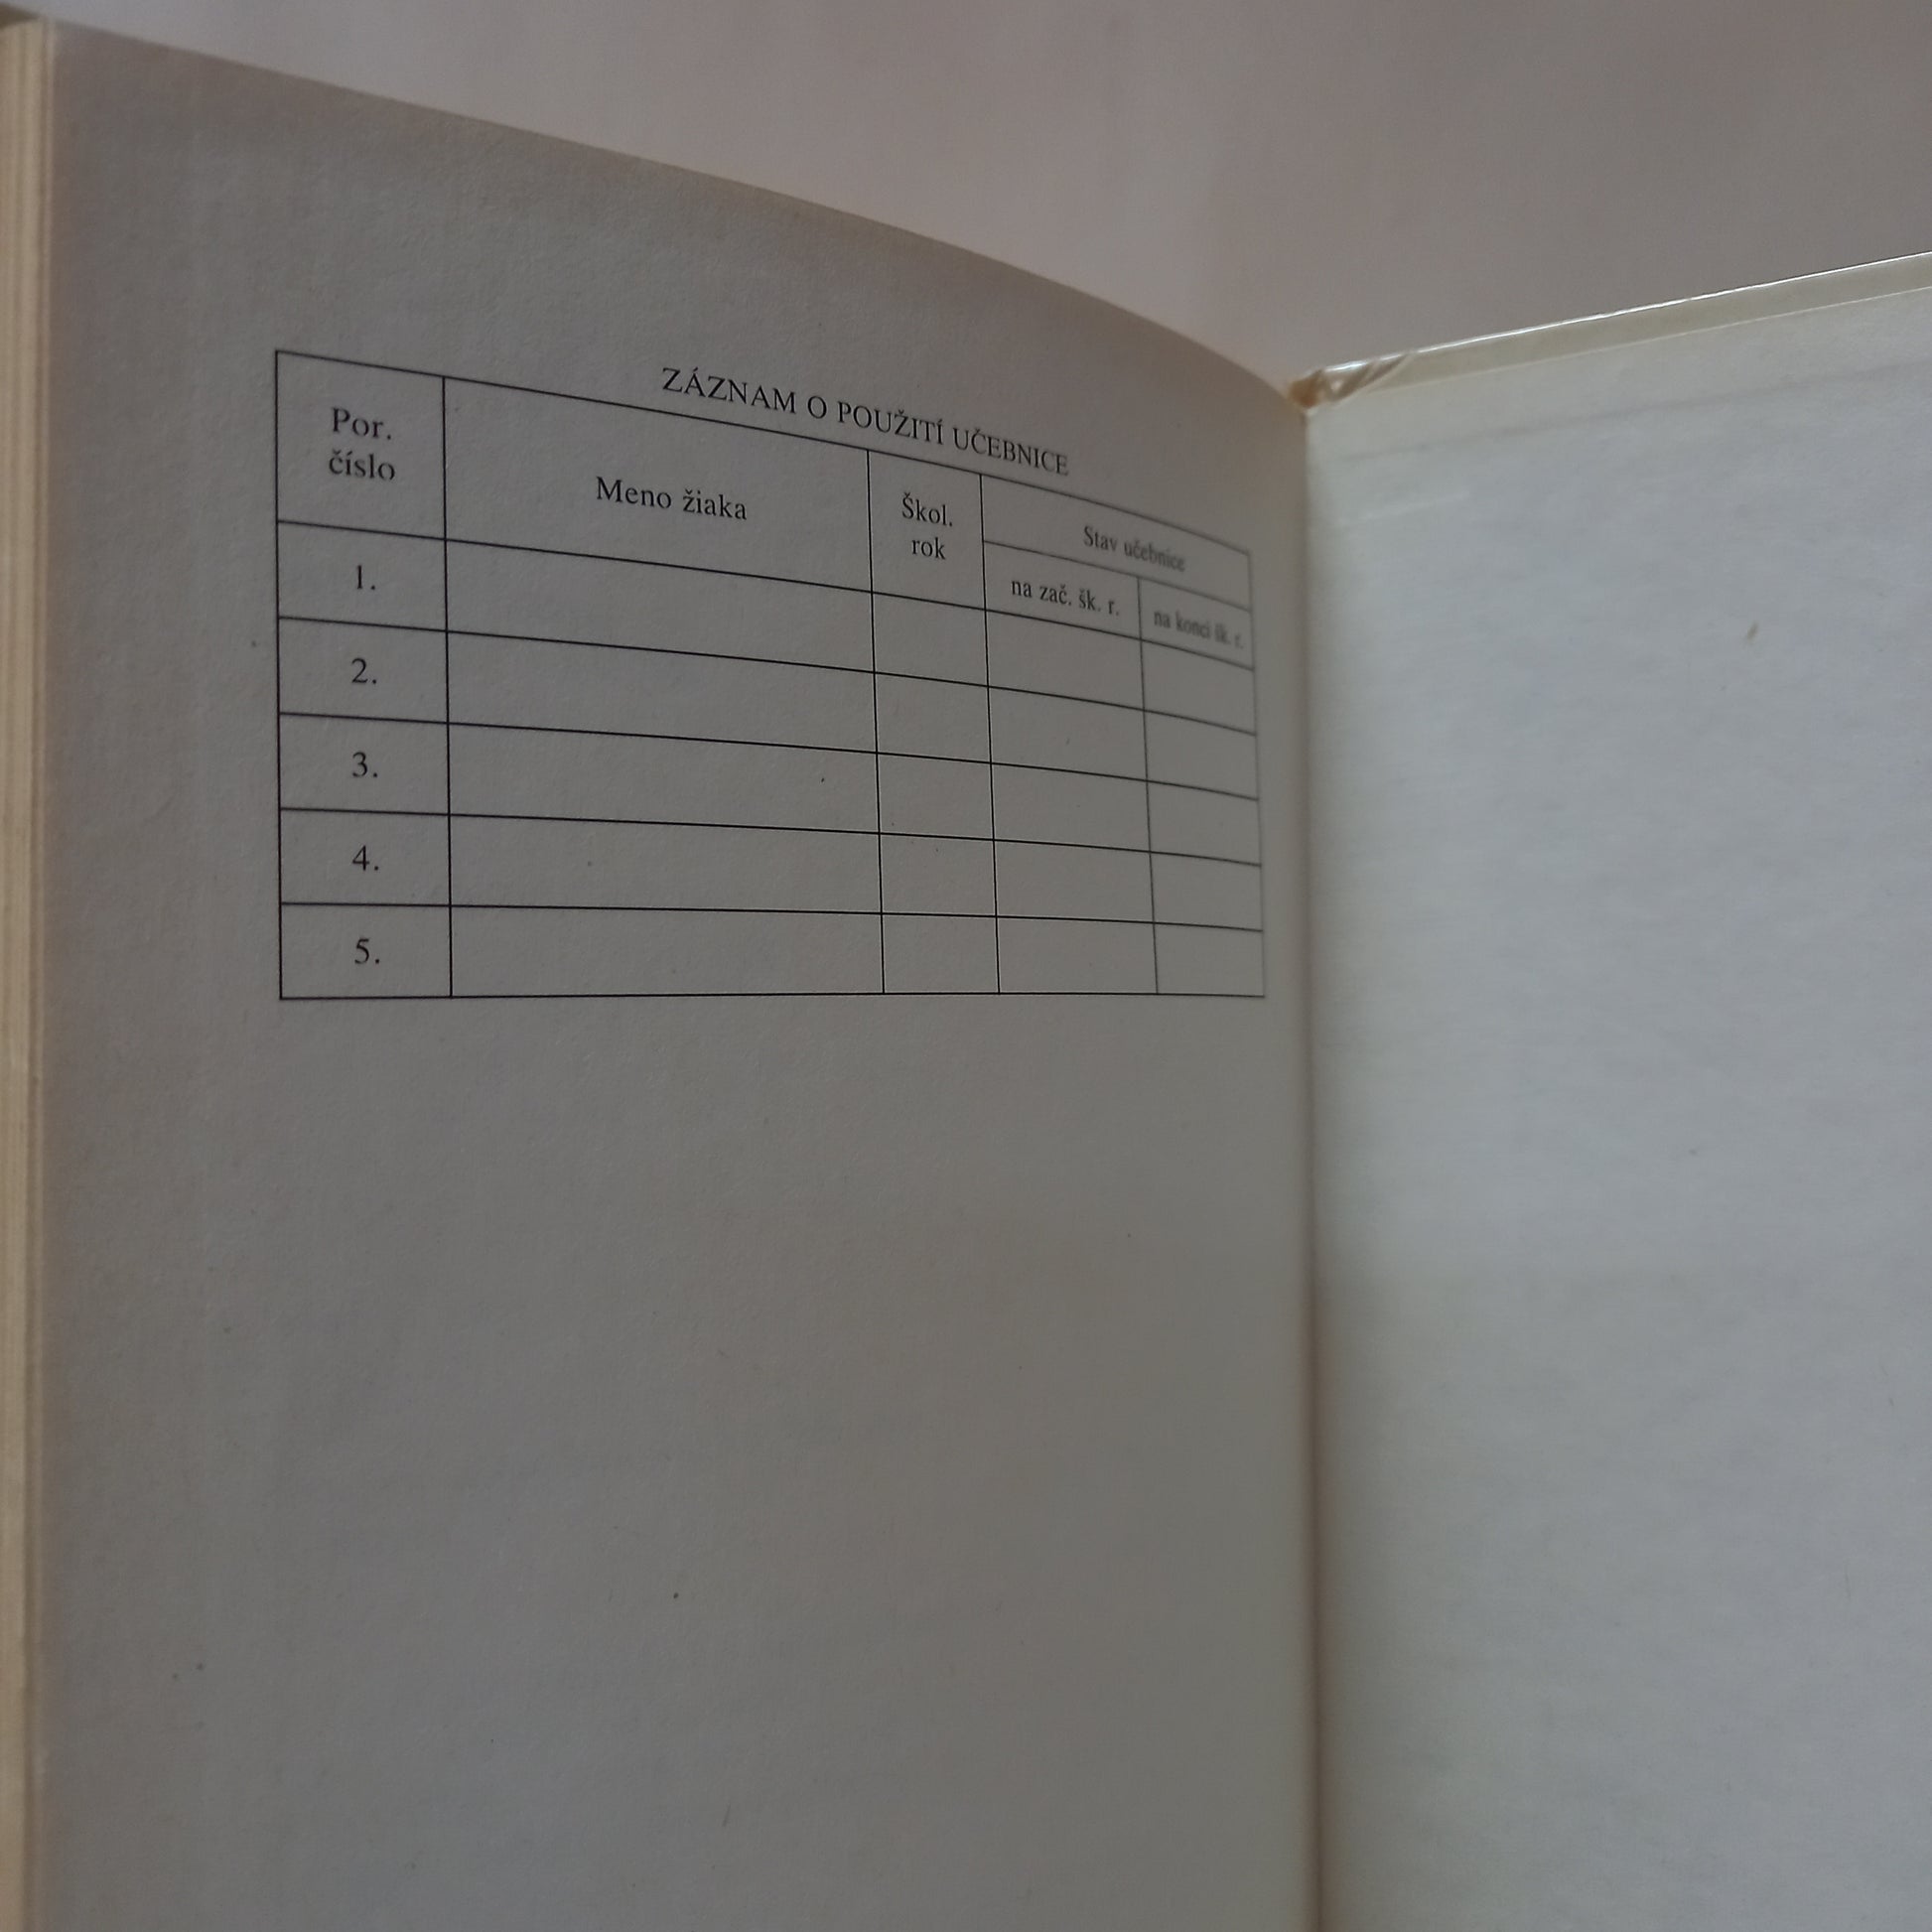 ZÁZNAM O POUŽITÍ UČEBNICE
Por.
číslo
Meno žiaka
Škol.
rok
Stav učebnice
na zač. šk. r.
na konci šk. r.
1.
2.
3.
4.
5.